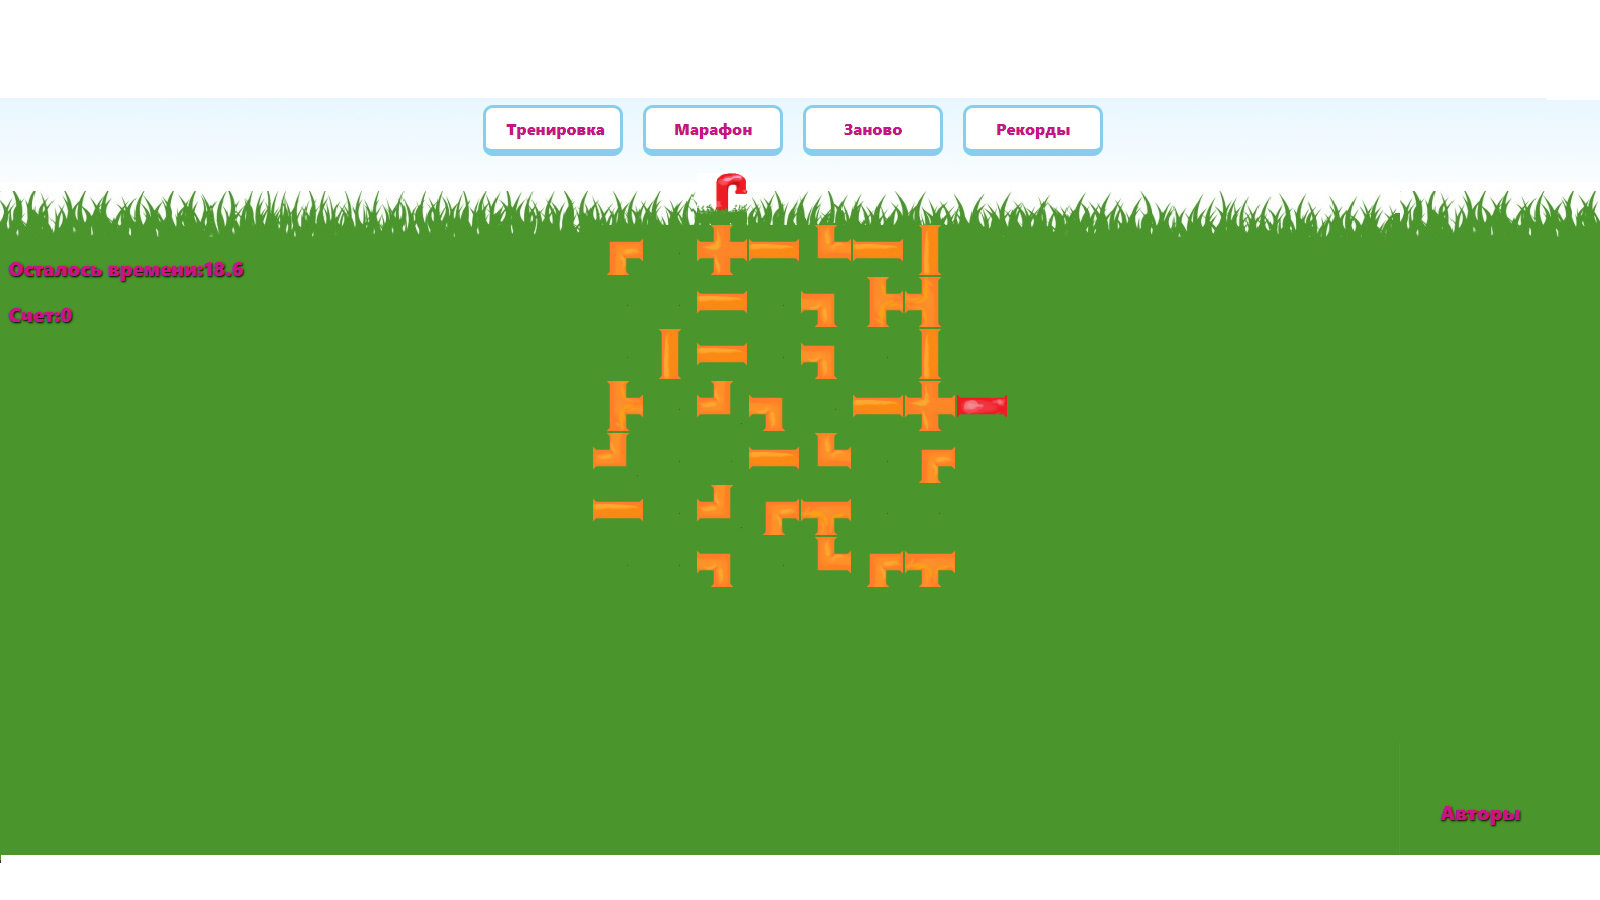 Тренировка
Марафон
Заново
Рекорды
Осталось времени:18.6
Счет:0
Авторы